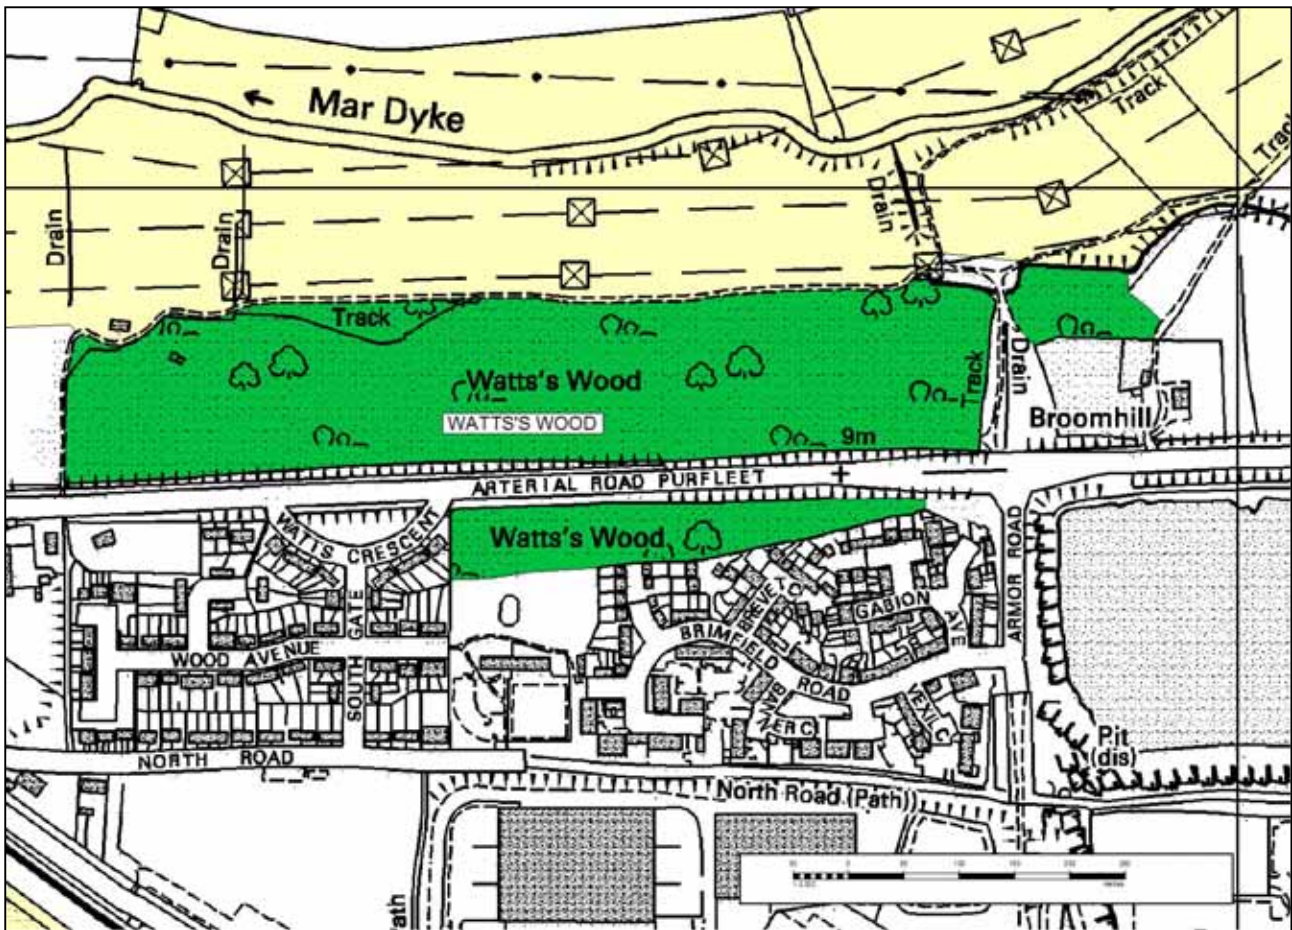 Mar Dyke
Track
Track
Drain
Drain
Drain
Track
Watts's Wood
WATTS'S WOOD
Track
Drain
Broomhill
9m
ARTERIAL ROAD PURFLEET
WATTS CRESCENT
Watts's Wood
ARMOR ROAD
GABION AVE
BRIMFIELD ROAD
WOOD AVENUE
SOUTH GATE
NORTH ROAD
Pit
(dis)
North Road (Path)